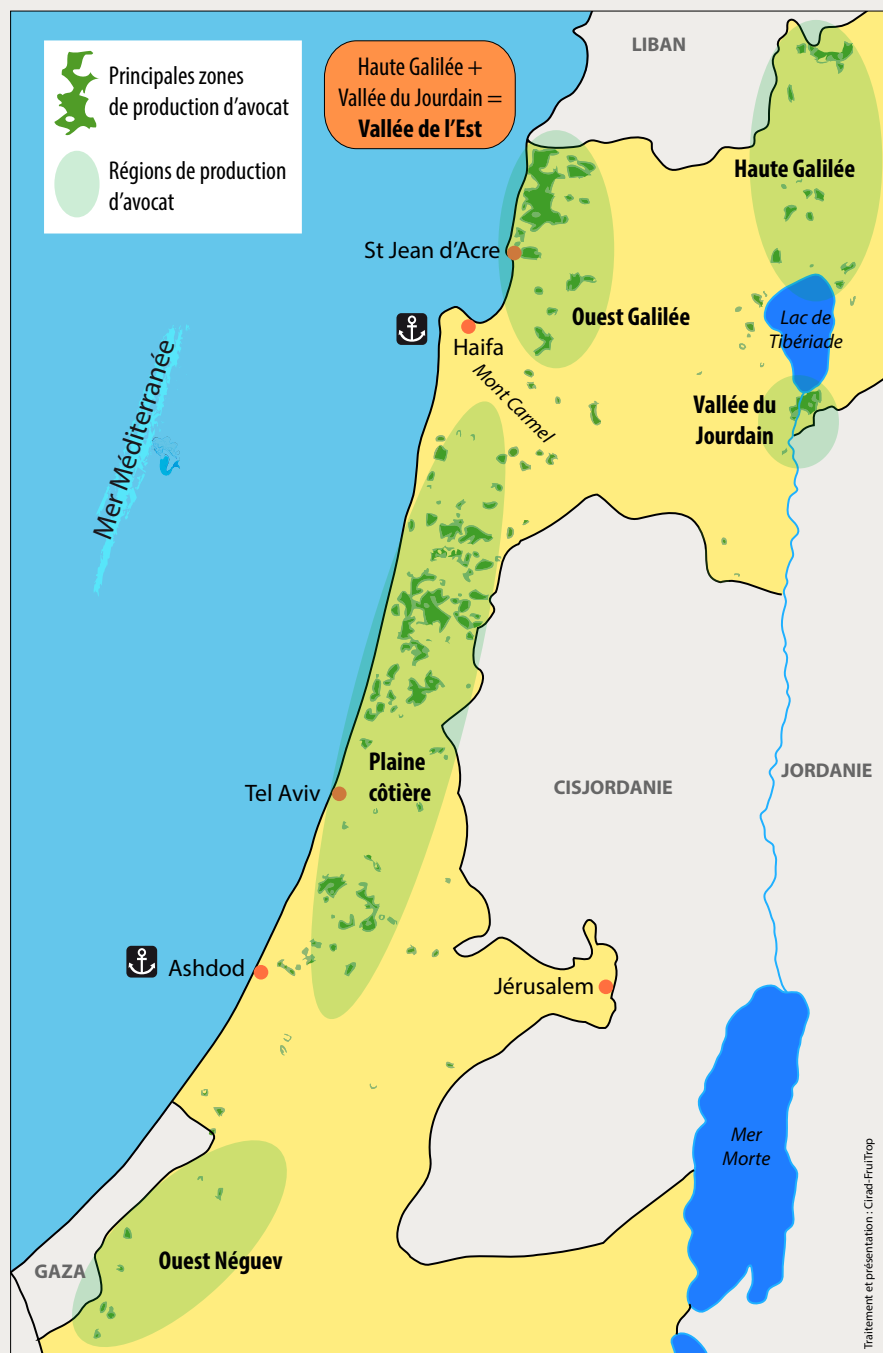 LIBAN
Principales zones
de production d'avocat
Régions de production
d'avocat
Haute Galilée +
Vallée du Jourdain =
Vallée de l'Est
Haute Galilée
St Jean d'Acre
Ouest Galilée
Lac de
Tibériade
Haifa
Mont Carmel
Vallée du
Jourdain
Mer Méditerranée
Plaine
côtière
Tel Aviv
CISJORDANIE
JORDANIE
Ashdod
Jérusalem
Mer
Morte
Ouest Néguev
GAZA
Traitement et présentation : Cirad-FruiTrop